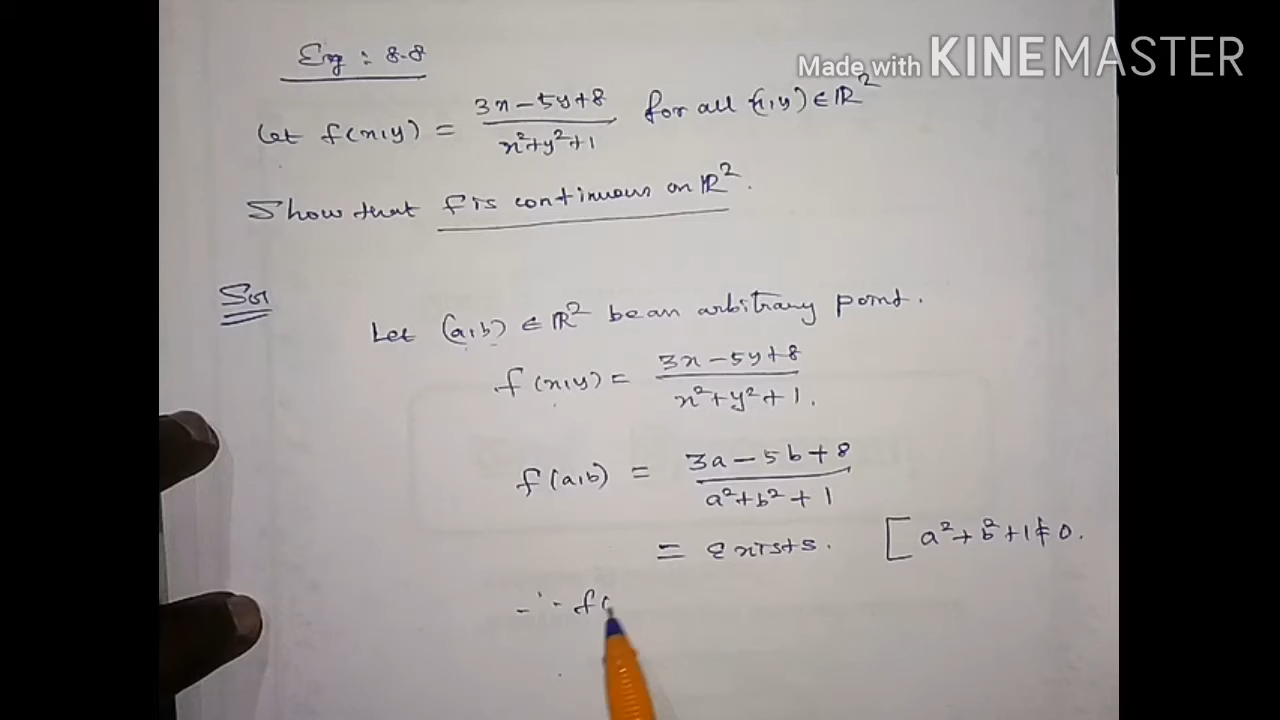 Eg : 8.8
Made with KINEMASTER
Let f(x,y) = 3x-5y+8 / x²+y²+1 for all (x,y) ∈ ℝ²
Show that f is continuous on ℝ².
Sol
Let (a,b) ∈ ℝ² be an arbitrary point.
f(x,y) = 3x-5y+8 / x²+y²+1.
f(a,b) = 3a-5b+8 / a²+b²+1
= exists. [a²+b²+1≠0.
∴ f(